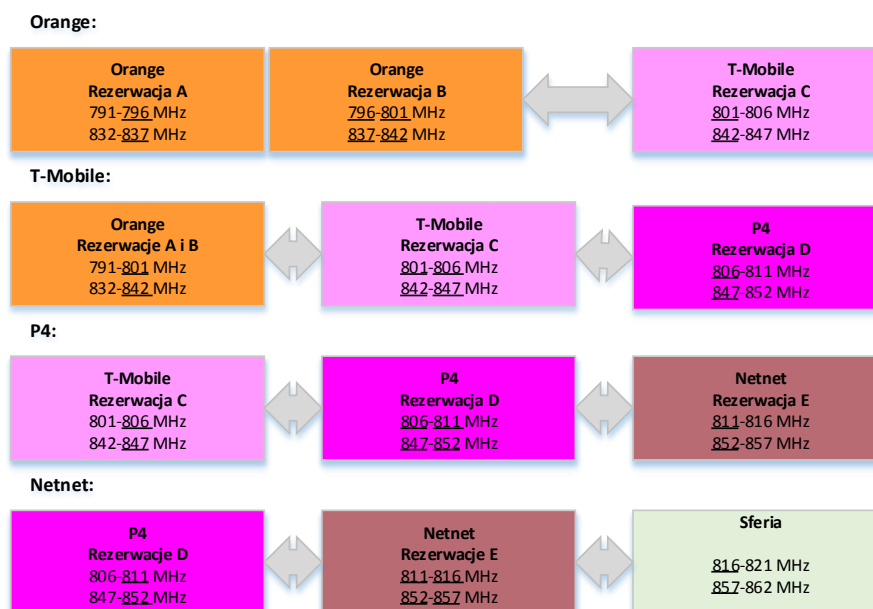 Orange:
Orange
Rezerwacja A
791-796 MHz
832-837 MHz
Orange
Rezerwacja B
796-801 MHz
837-842 MHz
T-Mobile
Rezerwacja C
801-806 MHz
842-847 MHz
T-Mobile:
Orange
Rezerwacje A i B
791-801 MHz
832-842 MHz
T-Mobile
Rezerwacja C
801-806 MHz
842-847 MHz
P4
Rezerwacja D
806-811 MHz
847-852 MHz
P4:
T-Mobile
Rezerwacja C
801-806 MHz
842-847 MHz
P4
Rezerwacja D
806-811 MHz
847-852 MHz
Netnet
Rezerwacja E
811-816 MHz
852-857 MHz
Netnet:
P4
Rezerwacje D
806-811 MHz
847-852 MHz
Netnet
Rezerwacje E
811-816 MHz
852-857 MHz
Sferia
816-821 MHz
857-862 MHz